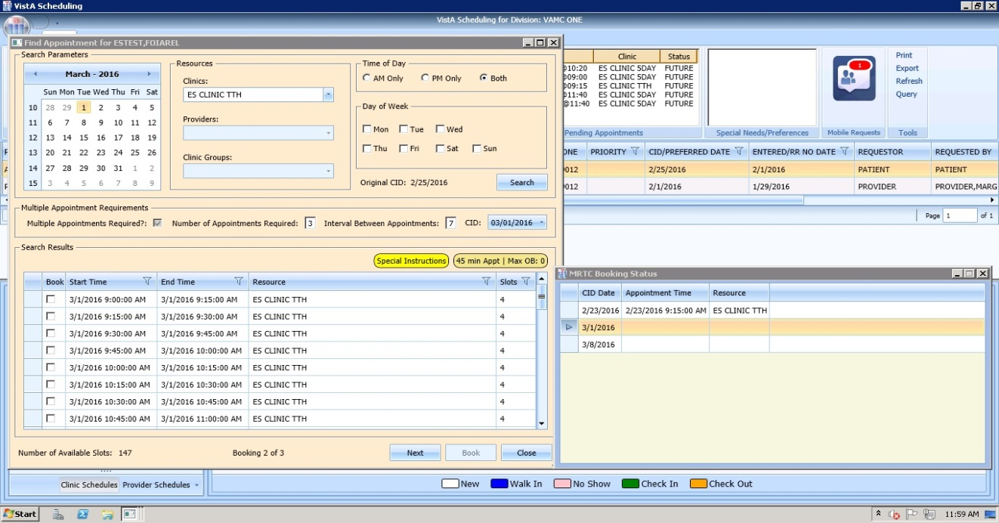 VistA Scheduling
VistA Scheduling for Division: VAMC ONE
Find Appointment for ESTEST,FOIAREL
Search Parameters
March - 2016
Sun Mon Tue Wed Thu Fri Sat
10 28 29 1 2 3 4 5
11 6 7 8 9 10 11 12
12 13 14 15 16 17 18 19
13 20 21 22 23 24 25 26
14 27 28 29 30 31 1 2
15 3 4 5 6 7 8 9
Resources
Clinics:
ES CLINIC TTH
Providers:
Clinic Groups:
Time of Day
AM Only PM Only Both
Day of Week
Mon Tue Wed
Thu Fri Sat Sun
Original CID: 2/25/2016 Search
Multiple Appointment Requirements
Multiple Appointments Required?: Number of Appointments Required: 3 Interval Between Appointments: 7 CID: 03/01/2016
Search Results
Special Instructions 45 min Appt | Max OB: 0
Book Start Time End Time Resource Slots
3/1/2016 9:00:00 AM 3/1/2016 9:15:00 AM ES CLINIC TTH 4
3/1/2016 9:15:00 AM 3/1/2016 9:30:00 AM ES CLINIC TTH 4
3/1/2016 9:30:00 AM 3/1/2016 9:45:00 AM ES CLINIC TTH 4
3/1/2016 9:45:00 AM 3/1/2016 10:00:00 AM ES CLINIC TTH 4
3/1/2016 10:00:00 AM 3/1/2016 10:15:00 AM ES CLINIC TTH 4
3/1/2016 10:15:00 AM 3/1/2016 10:30:00 AM ES CLINIC TTH 4
3/1/2016 10:30:00 AM 3/1/2016 10:45:00 AM ES CLINIC TTH 4
3/1/2016 10:45:00 AM 3/1/2016 11:00:00 AM ES CLINIC TTH 4
Number of Available Slots: 147 Booking 2 of 3 Next Book Close
Clinic Status
@10:20 ES CLINIC 5DAY FUTURE
@09:00 ES CLINIC 5DAY FUTURE
@09:15 ES CLINIC TTH FUTURE
@11:40 ES CLINIC 5DAY FUTURE
@11:40 ES CLINIC 5DAY FUTURE
Pending Appointments
Special Needs/Preferences
1
Mobile Requests
Print
Export
Refresh
Query
Tools
ONE PRIORITY CID/PREFERRED DATE ENTERED/RR NO DATE REQUESTOR REQUESTED BY
0012 2/25/2016 2/1/2016 PATIENT PATIENT
0012 2/1/2016 1/29/2016 PROVIDER PROVIDER,MARG
Page 1 of 1
MRTC Booking Status
CID Date Appointment Time Resource
2/23/2016 2/23/2016 9:15:00 AM ES CLINIC TTH
3/1/2016
3/8/2016
Clinic Schedules Provider Schedules
New Walk In No Show Check In Check Out
Start 11:59 AM